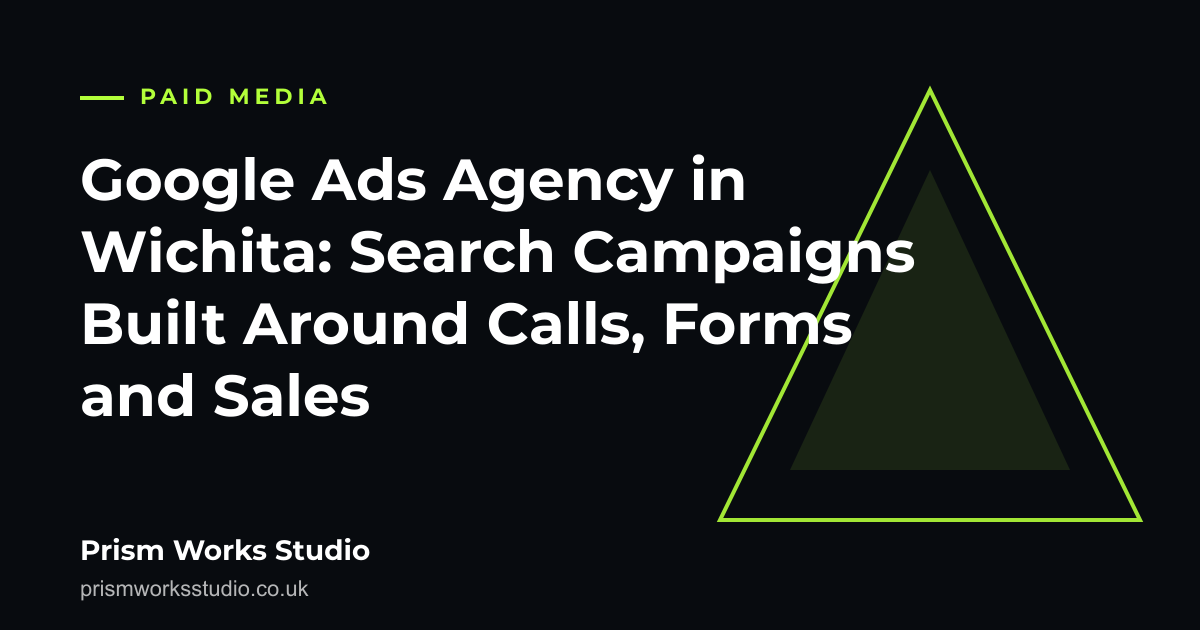 PAID MEDIA
Google Ads Agency in
Wichita: Search Campaigns
Built Around Calls, Forms
and Sales
Prism Works Studio
prismworksstudio.co.uk